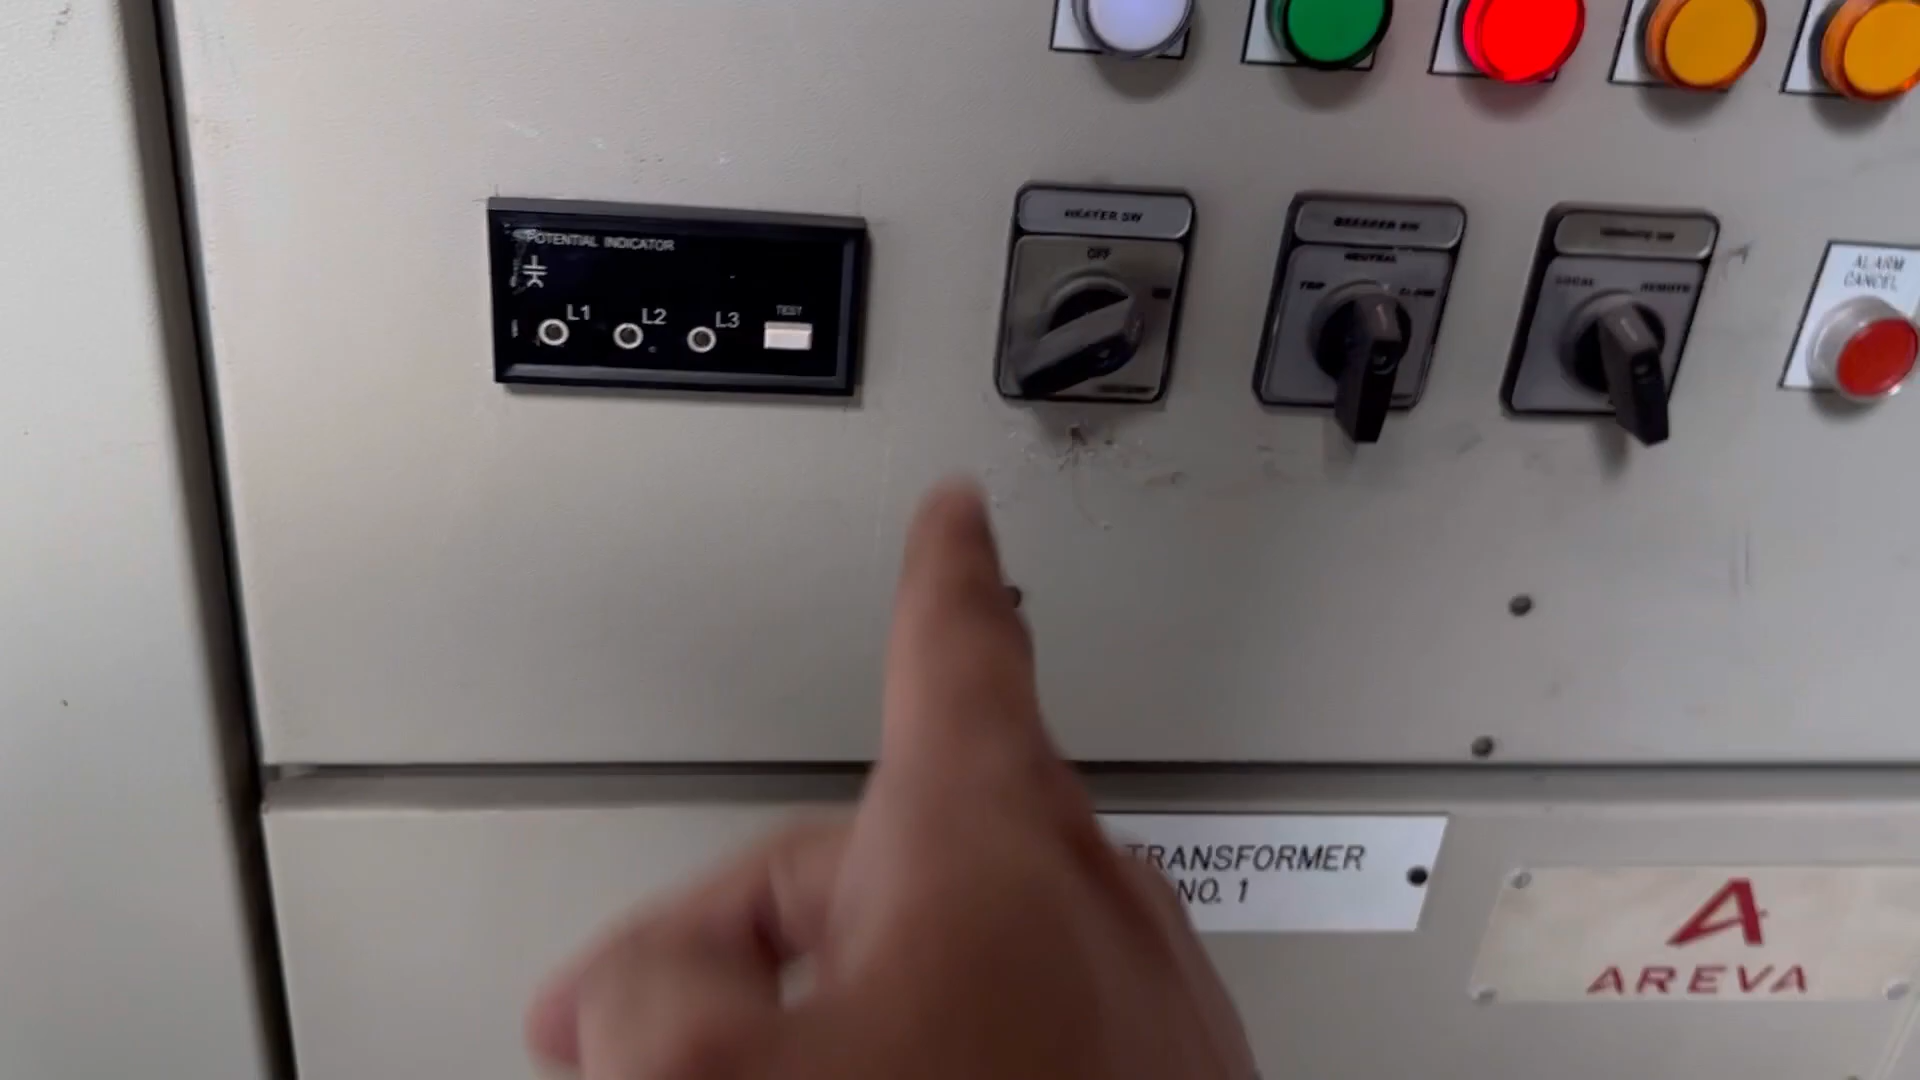 POTENTIAL INDICATOR
L1
L2
L3
TEST
HEATER SW
OFF
BREAKER SW
NEUTRAL
TRIP
CLOSE
LOCAL
REMOTE
ALARM
CANCEL
TRANSFORMER
NO. 1
A
AREVA